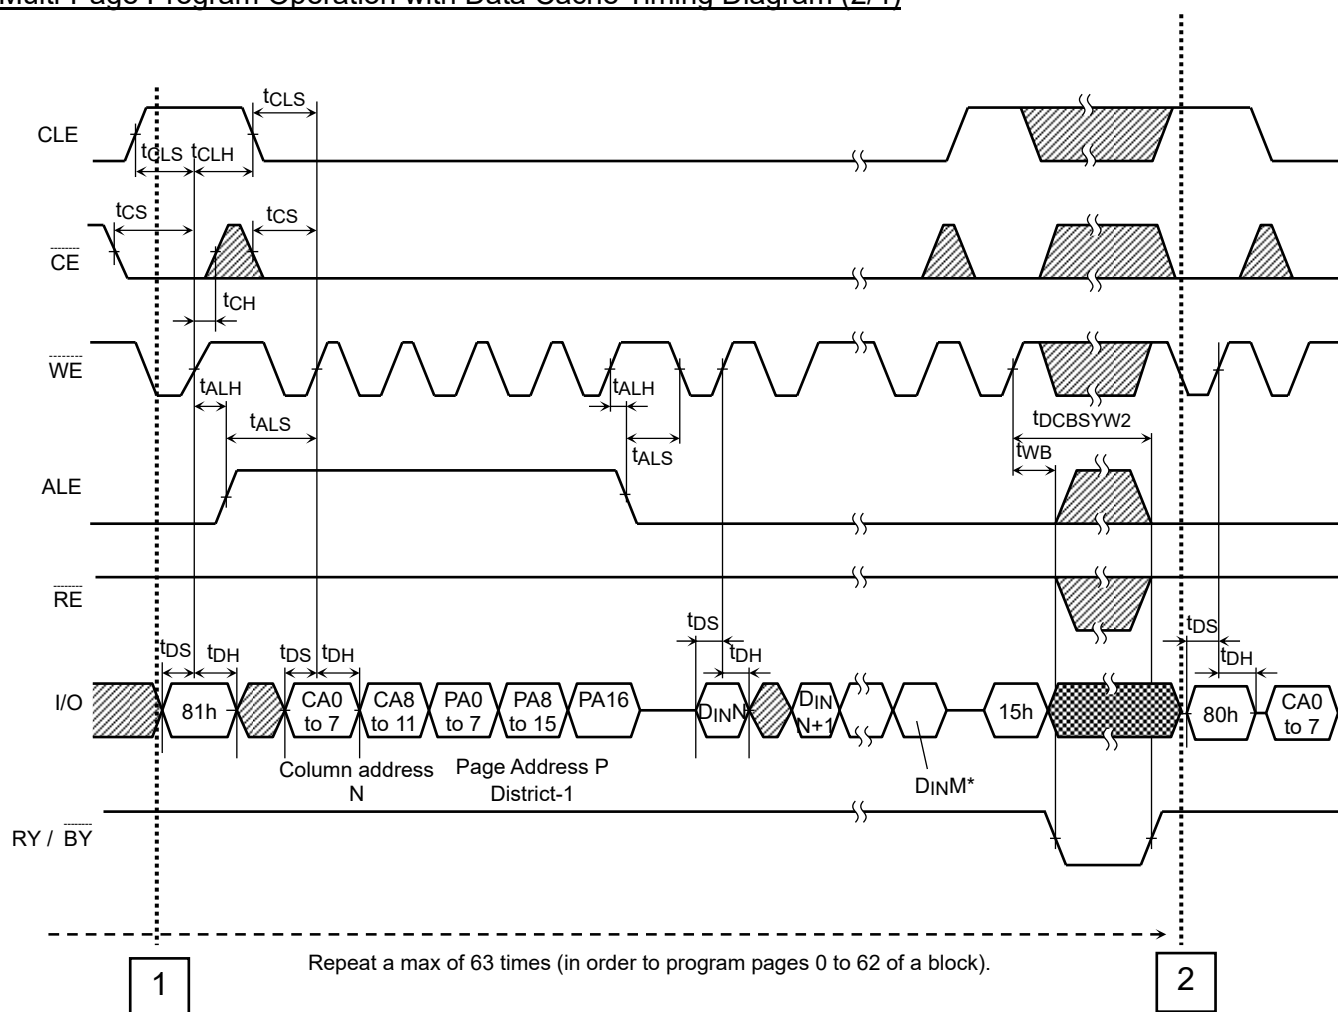 Multi-Page Program Operation with Data Cache Timing Diagram (2/4)
tCLS
CLE
tCLS tCLH
tCS tCS
CE
tCH
WE
tALH tALH
tALS tDCBSYW2
tALS tWB
ALE
RE
tDS tDS
tDS tDH tDS tDH tDH tDH
I/O 81h CA0 to 7 CA8 to 11 PA0 to 7 PA8 to 15 PA16 DINN DIN N+1 15h 80h CA0 to 7
DINM*
Column address
N
Page Address P
District-1
RY / BY
Repeat a max of 63 times (in order to program pages 0 to 62 of a block).
1 2